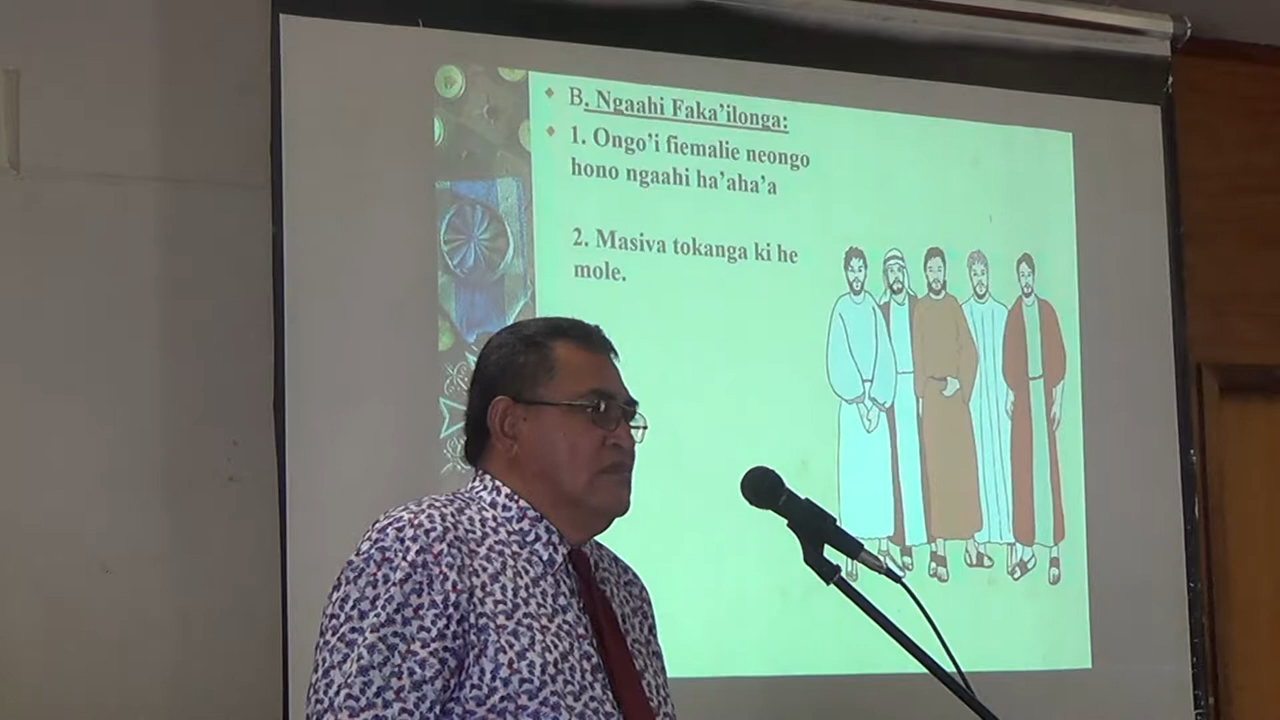 B. Ngaahi Faka’ilonga:
1. Ongo’i fiemalie neongo
hono ngaahi ha’aha’a
2. Masiva tokanga ki he
mole.